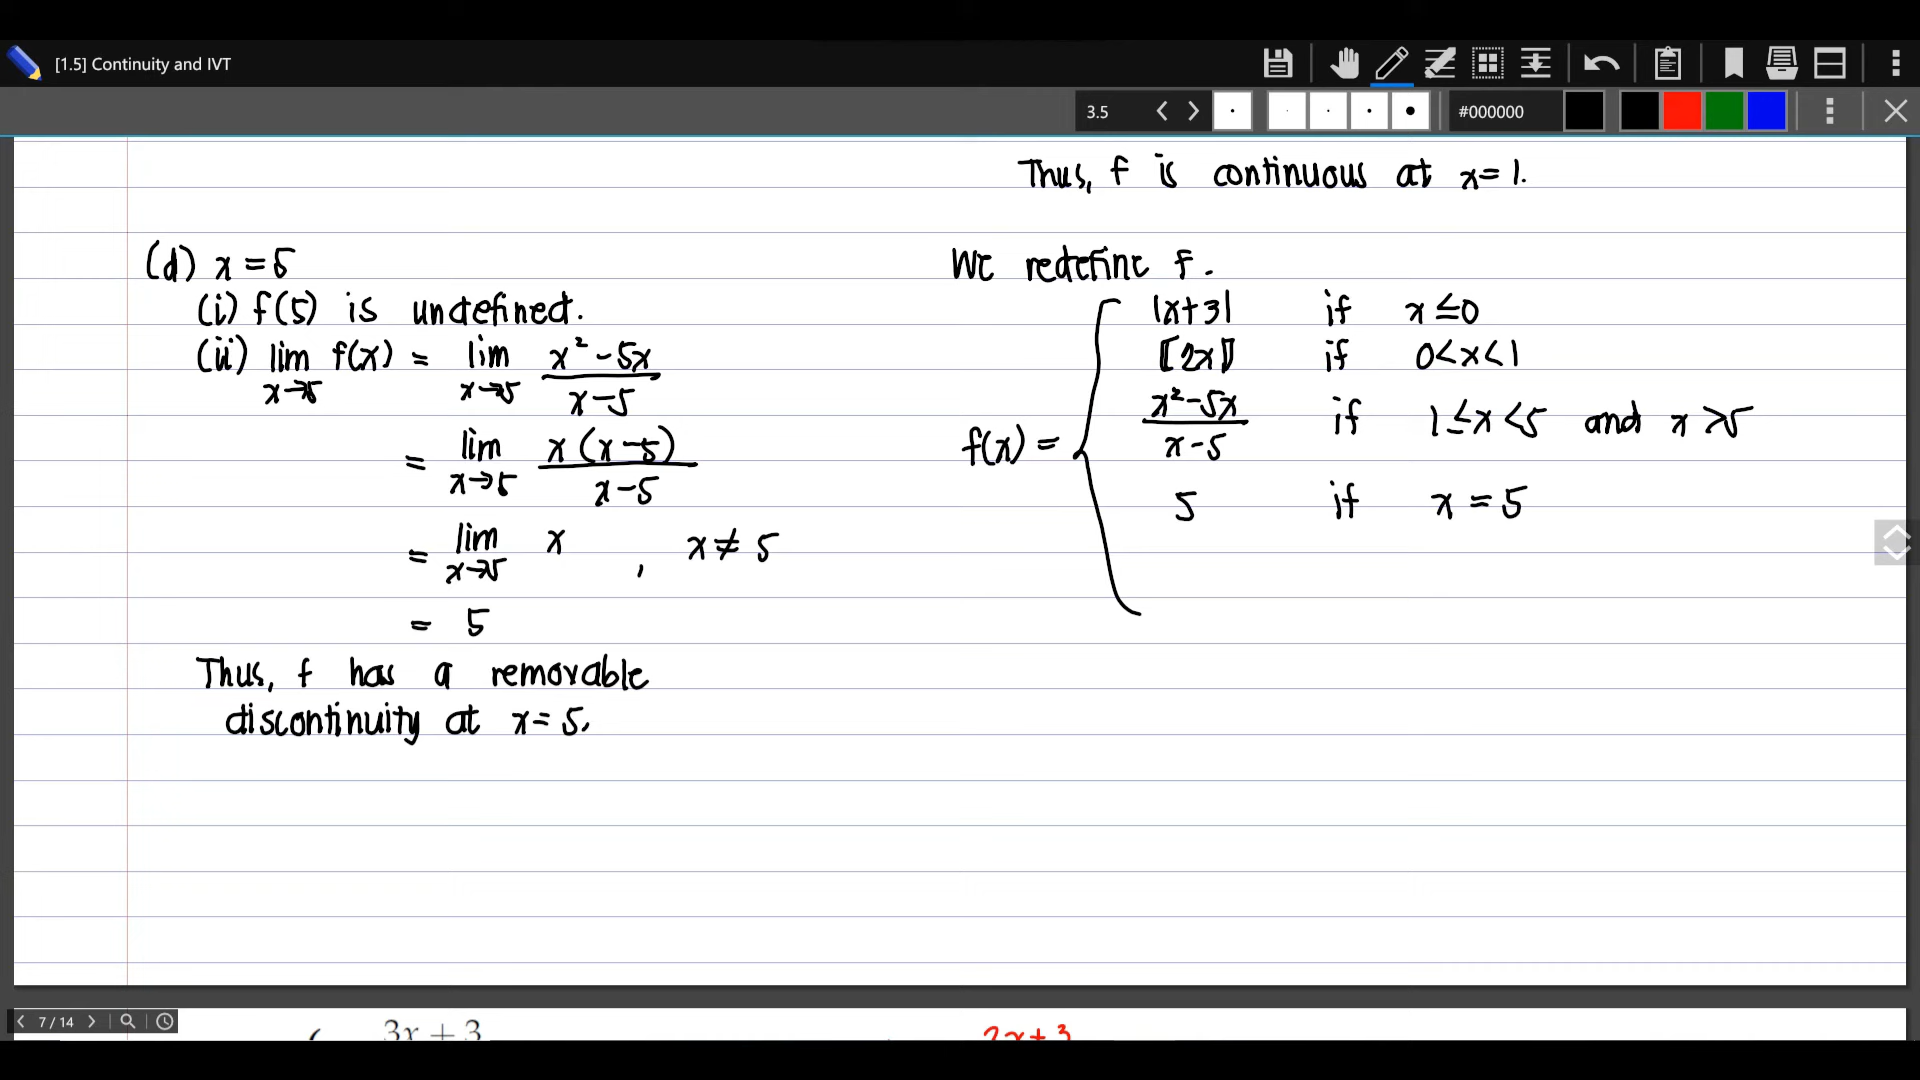 [1.5] Continuity and IVT
3.5
#000000
Thus, f is continuous at x = 1.
(d) x = 5
(i) f(5) is undefined.
(ii) lim x→5 f(x) = lim x→5 (x² - 5x)/(x - 5)
= lim x→5 x(x - 5)/(x - 5)
= lim x→5 x , x ≠ 5
= 5
Thus, f has a removable
discontinuity at x = 5.
We redefine f.
f(x) = {
|x+3| if x ≤ 0
⟦2x⟧ if 0 < x < 1
(x² - 5x)/(x - 5) if 1 ≤ x < 5 and x > 5
5 if x = 5
7 / 14
3x + 3